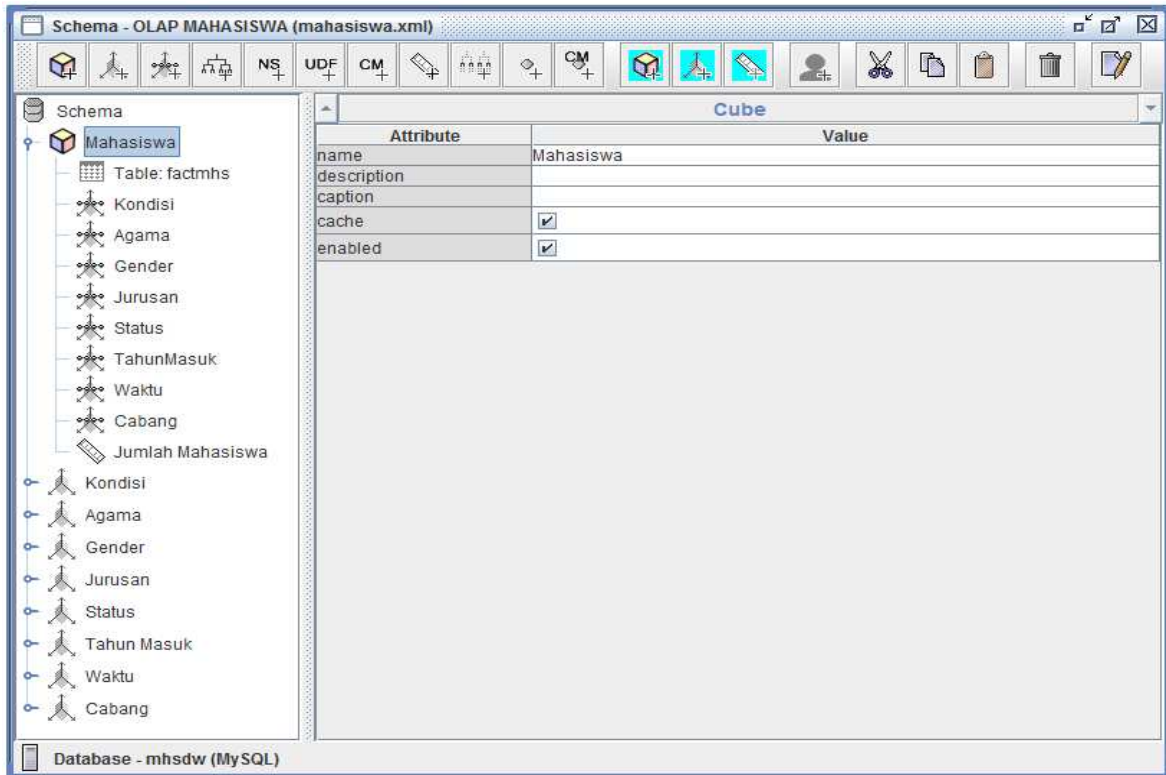 Schema - OLAP MAHASISWA (mahasiswa.xml)
NS UDF CM CM
Schema
Mahasiswa
Table: factmhs
Kondisi
Agama
Gender
Jurusan
Status
TahunMasuk
Waktu
Cabang
Jumlah Mahasiswa
Kondisi
Agama
Gender
Jurusan
Status
Tahun Masuk
Waktu
Cabang
Cube
Attribute Value
name Mahasiswa
description
caption
cache
enabled
Database - mhsdw (MySQL)